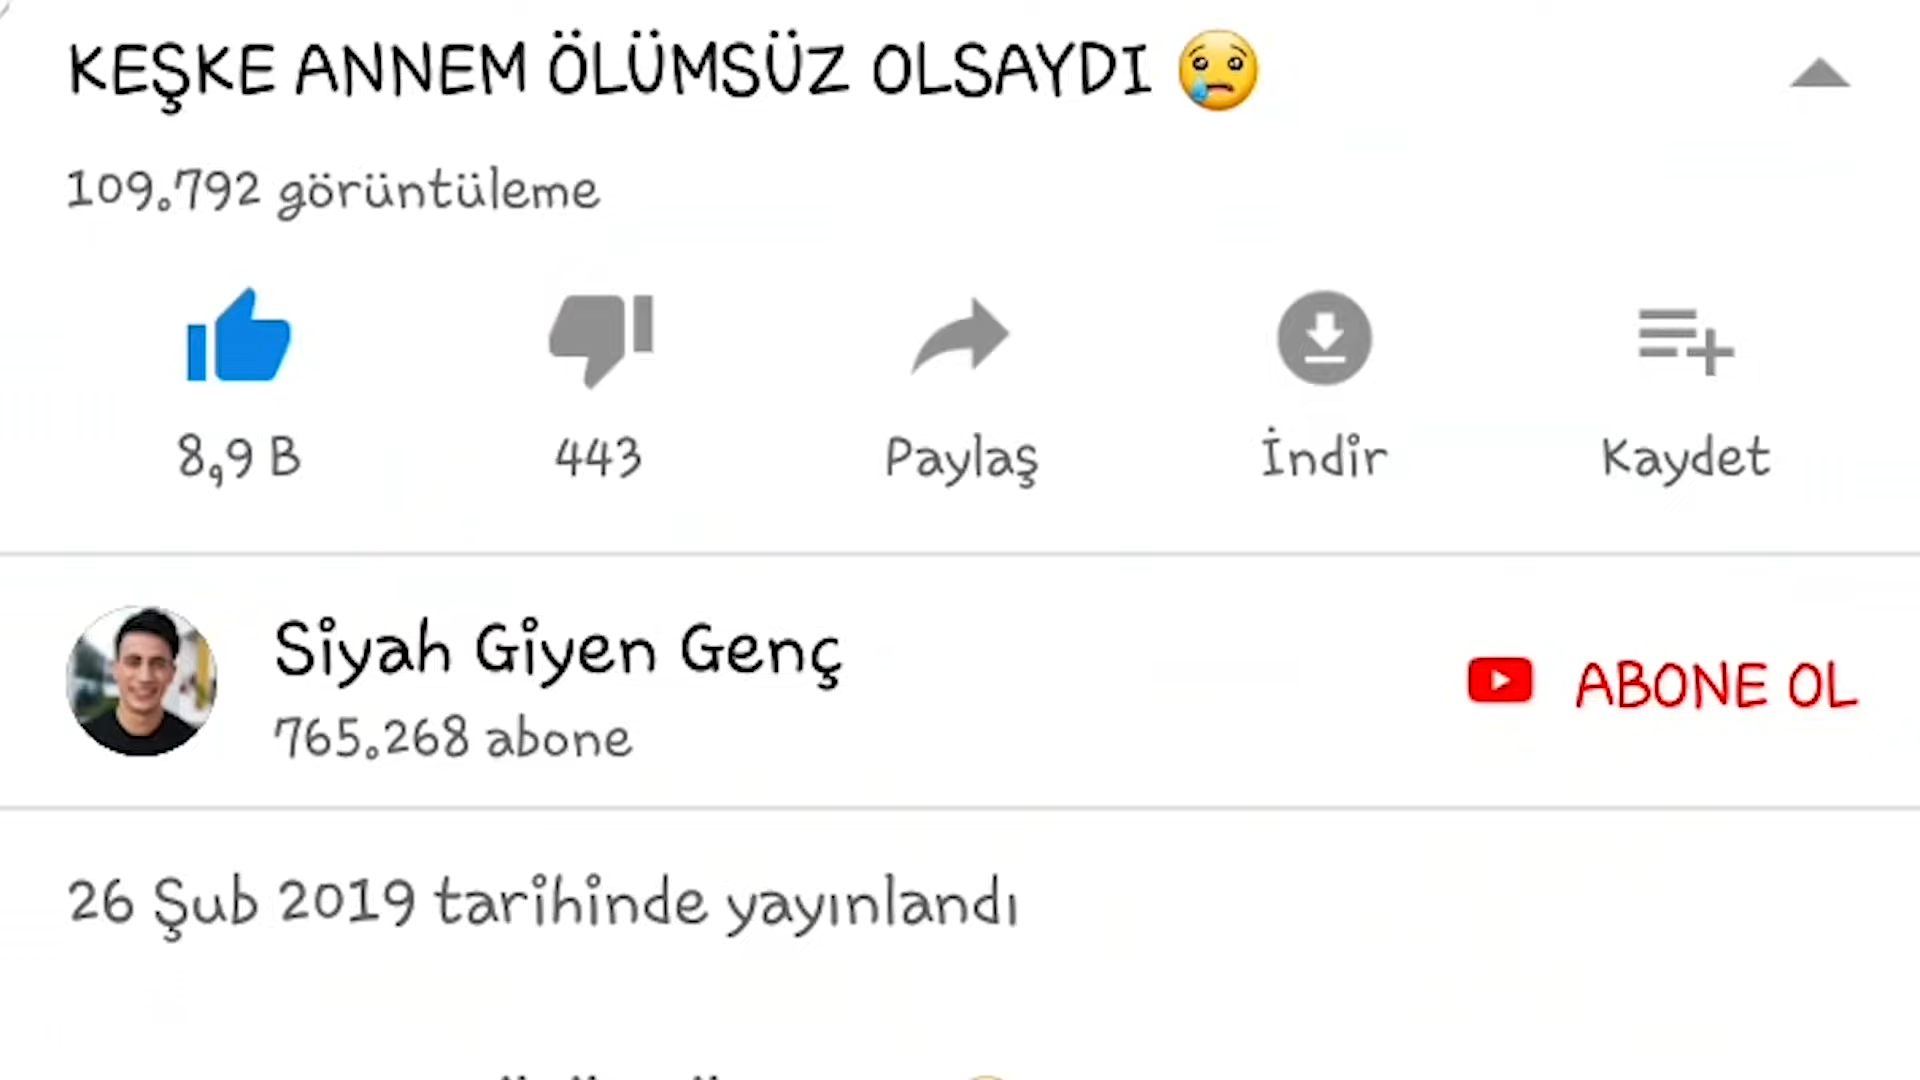 KEŞKE ANNEM ÖLÜMSÜZ OLSAYDI 😢
109.792 görüntüleme
8,9 B 443 Paylaş İndir Kaydet
Siyah Giyen Genç
765.268 abone
ABONE OL
26 Şub 2019 tarihinde yayınlandı